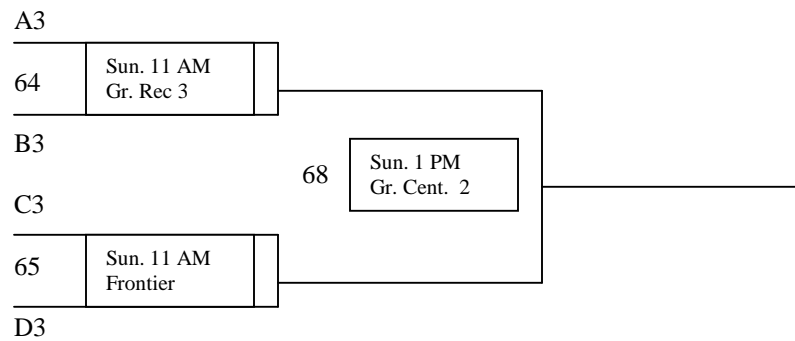 A3
64
Sun. 11 AM
Gr. Rec 3
B3
68
Sun. 1 PM
Gr. Cent. 2
C3
65
Sun. 11 AM
Frontier
D3